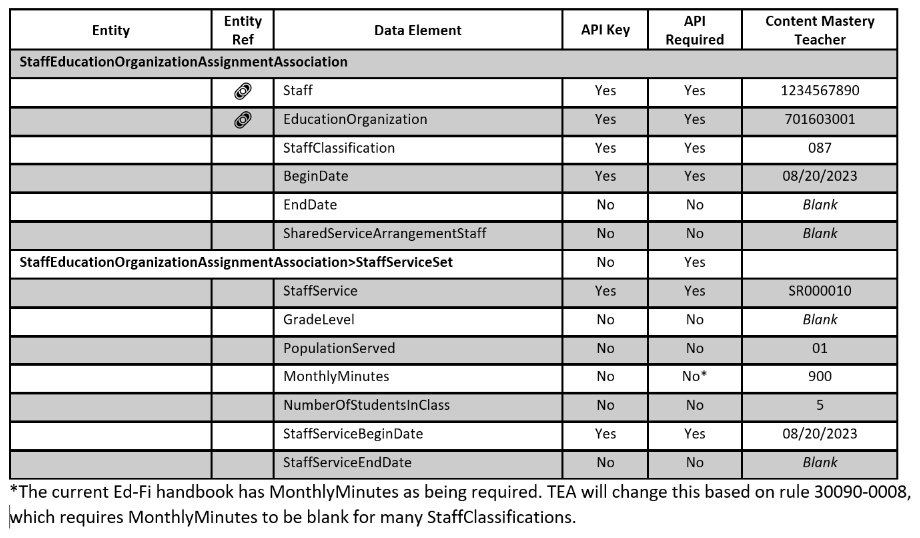 Entity Entity Ref Data Element API Key API Required Content Mastery Teacher
StaffEducationOrganizationAssignmentAssociation
Staff Yes Yes 1234567890
EducationOrganization Yes Yes 701603001
StaffClassification Yes Yes 087
BeginDate Yes Yes 08/20/2023
EndDate No No Blank
SharedServiceArrangementStaff No No Blank
StaffEducationOrganizationAssignmentAssociation>StaffServiceSet No Yes
StaffService Yes Yes SR000010
GradeLevel No No Blank
PopulationServed No No 01
MonthlyMinutes No No* 900
NumberOfStudentsInClass No No 5
StaffServiceBeginDate Yes Yes 08/20/2023
StaffServiceEndDate No No Blank
*The current Ed-Fi handbook has MonthlyMinutes as being required. TEA will change this based on rule 30090-0008,
which requires MonthlyMinutes to be blank for many StaffClassifications.